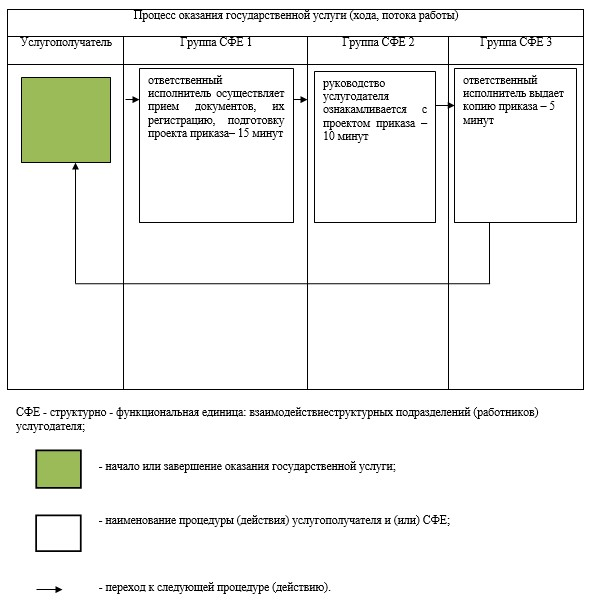 Процесс оказания государственной услуги (хода, потока работы)
Услугополучатель
Группа СФЕ 1
Группа СФЕ 2
Группа СФЕ 3
ответственный
исполнитель осуществляет
прием документов, их
регистрацию, подготовку
проекта приказа– 15 минут
руководство
услугодателя
ознакамливается с
проектом приказа –
10 минут
ответственный
исполнитель выдает
копию приказа – 5
минут
СФЕ - структурно - функциональная единица: взаимодействиеструктурных подразделений (работников)
услугодателя;
- начало или завершение оказания государственной услуги;
- наименование процедуры (действия) услугополучателя и (или) СФЕ;
- переход к следующей процедуре (действию).